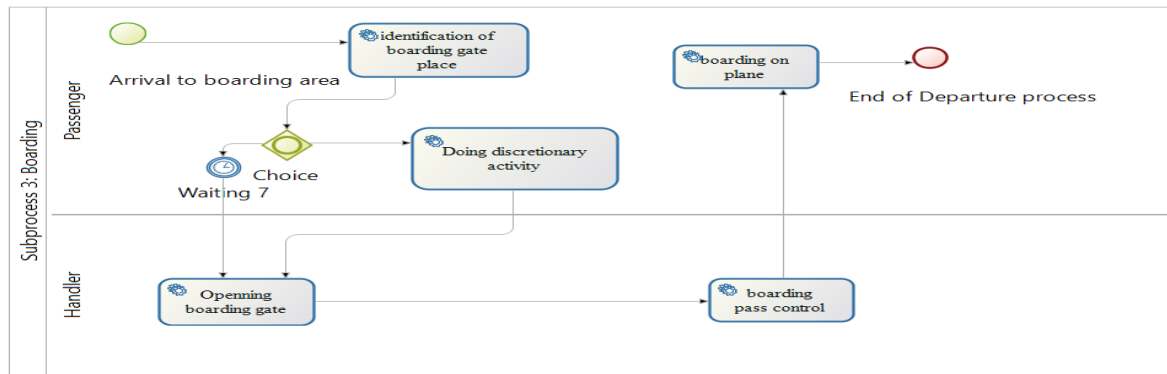 Subprocess 3: Boarding
Passenger
identification of
boarding gate
place
Arrival to boarding area
boarding on
plane
End of Departure process
Doing discretionary
activity
Choice
Waiting 7
Handler
Openning
boarding gate
boarding
pass control